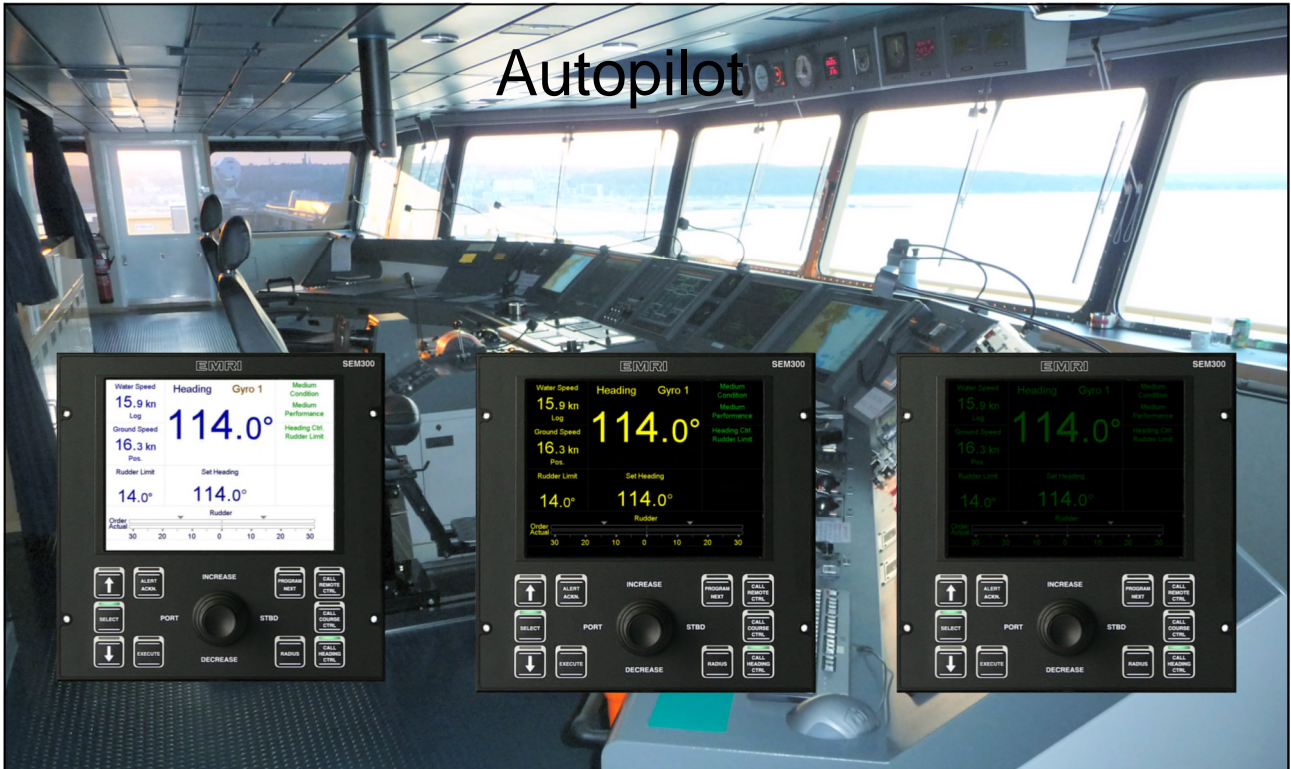 Autopilot
EMRI SEM300
Water Speed
15.9 kn
Log
Ground Speed
16.3 kn
Pos.
Heading Gyro 1
114.0°
Medium
Condition
Medium
Performance
Heading Ctrl.
Rudder Limit
Rudder Limit
14.0°
Set Heading
114.0°
Rudder
Order
Actual
30 20 10 0 10 20 30
ALERT
ACKN.
INCREASE
PROGRAM
NEXT
CALL
REMOTE
CTRL
SELECT
PORT
STBD
CALL
COURSE
CTRL
EXECUTE
DECREASE
RADIUS
CALL
HEADING
CTRL
EMRI SEM300
Water Speed
15.9 kn
Log
Ground Speed
16.3 kn
Pos.
Heading Gyro 1
114.0°
Medium
Condition
Medium
Performance
Heading Ctrl.
Rudder Limit
Rudder Limit
14.0°
Set Heading
114.0°
Rudder
Order
Actual
30 20 10 0 10 20 30
ALERT
ACKN.
INCREASE
PROGRAM
NEXT
CALL
REMOTE
CTRL
SELECT
PORT
STBD
CALL
COURSE
CTRL
EXECUTE
DECREASE
RADIUS
CALL
HEADING
CTRL
EMRI SEM300
Water Speed
15.9 kn
Log
Ground Speed
16.3 kn
Pos.
Heading Gyro 1
114.0°
Medium
Condition
Medium
Performance
Heading Ctrl.
Rudder Limit
Rudder Limit
14.0°
Set Heading
114.0°
Rudder
Order
Actual
30 20 10 0 10 20 30
ALERT
ACKN.
INCREASE
PROGRAM
NEXT
CALL
REMOTE
CTRL
SELECT
PORT
STBD
CALL
COURSE
CTRL
EXECUTE
DECREASE
RADIUS
CALL
HEADING
CTRL